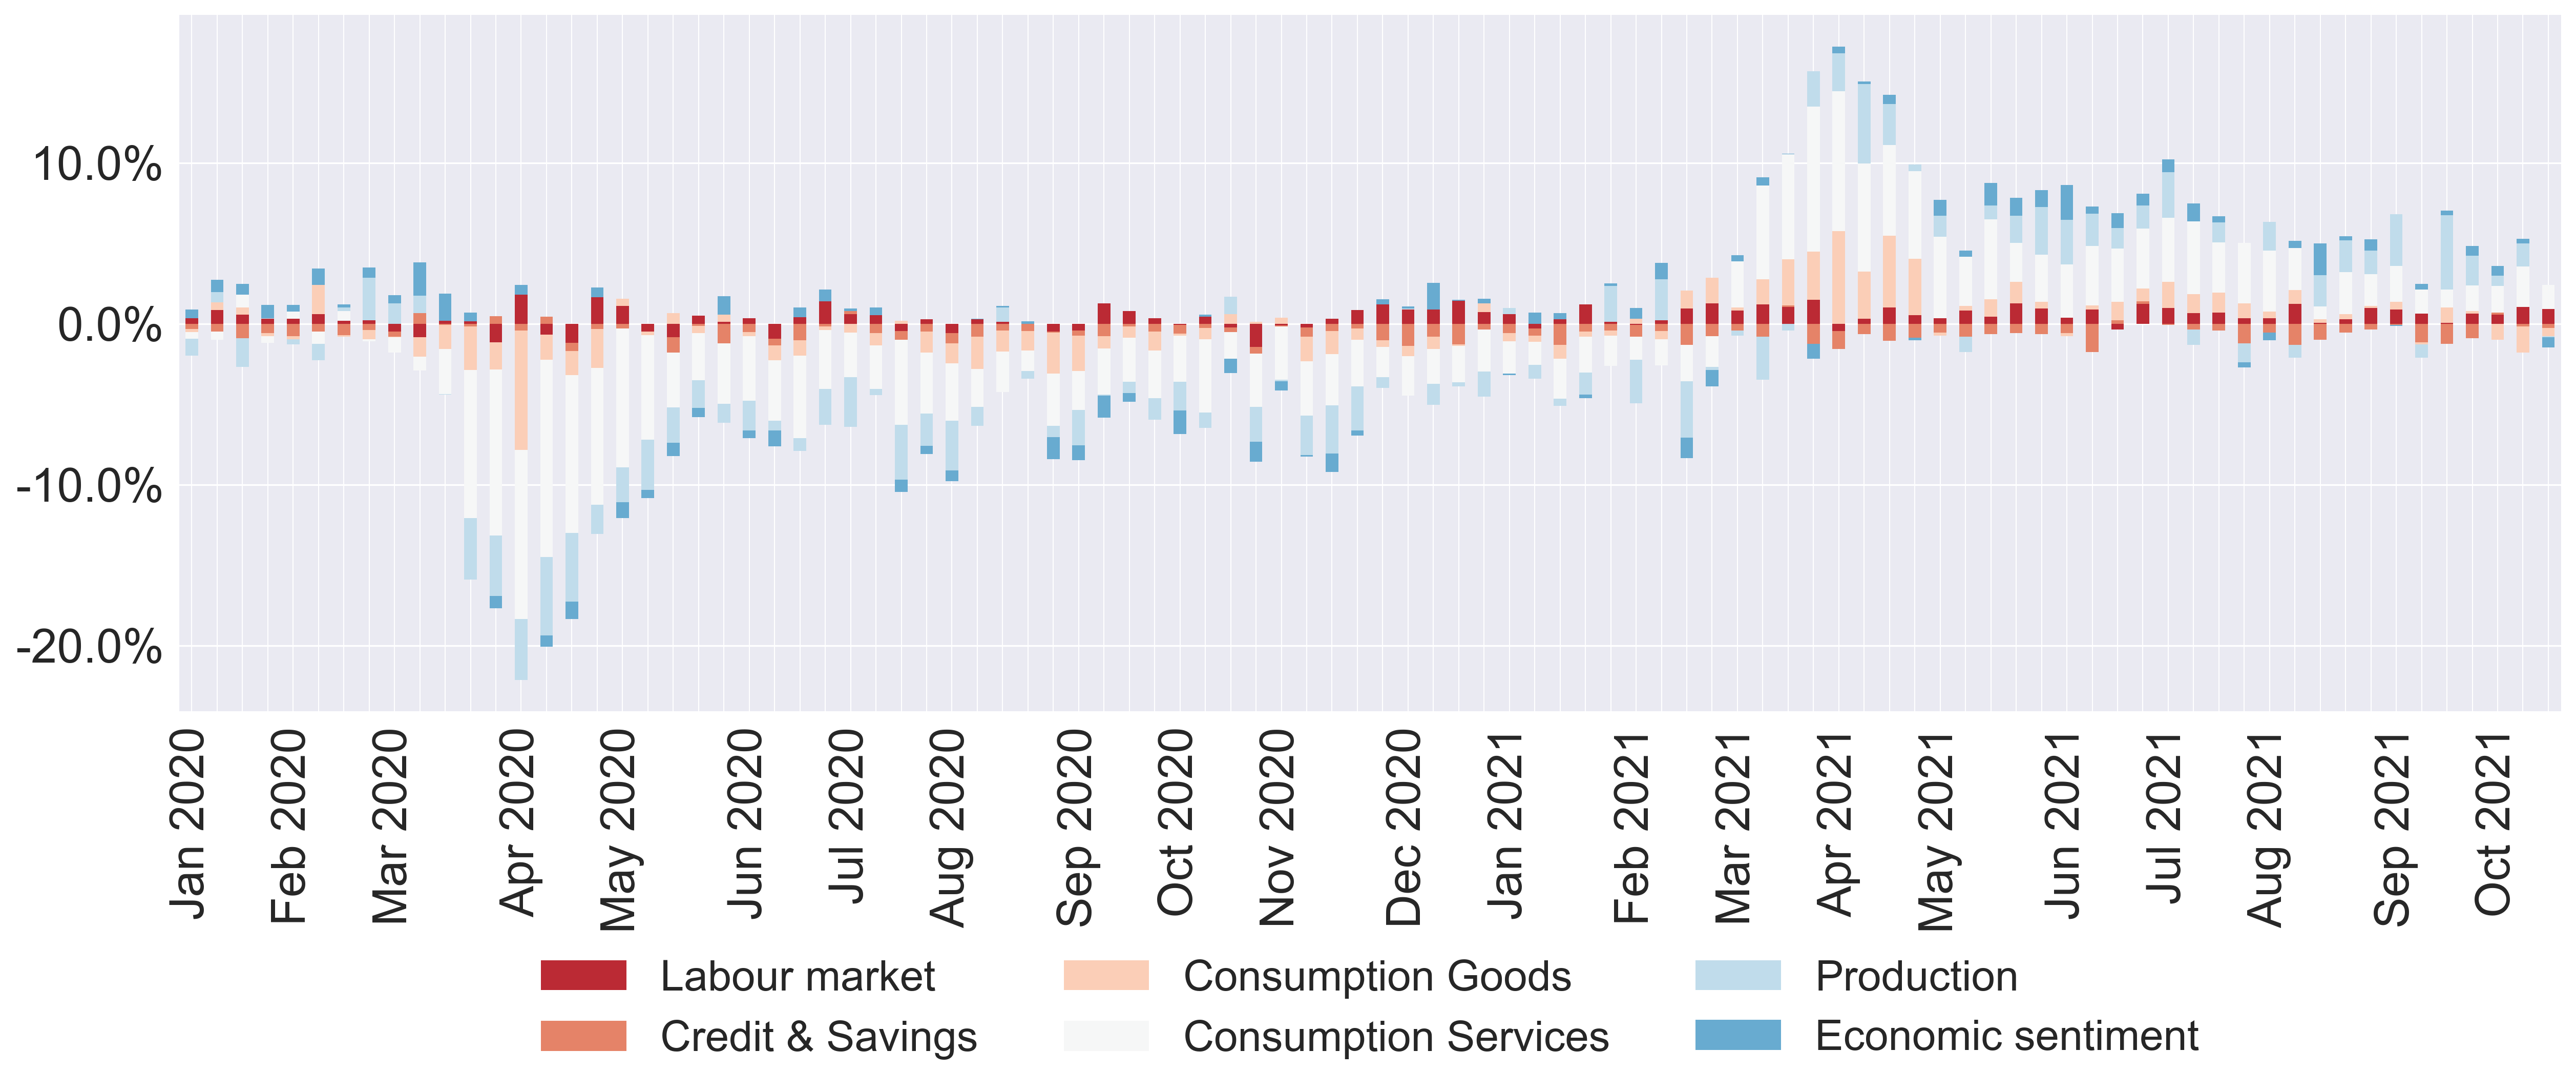 10.0%
0.0%
-10.0%
-20.0%
Jan 2020
Feb 2020
Mar 2020
Apr 2020
May 2020
Jun 2020
Jul 2020
Aug 2020
Sep 2020
Oct 2020
Nov 2020
Dec 2020
Jan 2021
Feb 2021
Mar 2021
Apr 2021
May 2021
Jun 2021
Jul 2021
Aug 2021
Sep 2021
Oct 2021
Labour market
Consumption Goods
Production
Credit & Savings
Consumption Services
Economic sentiment